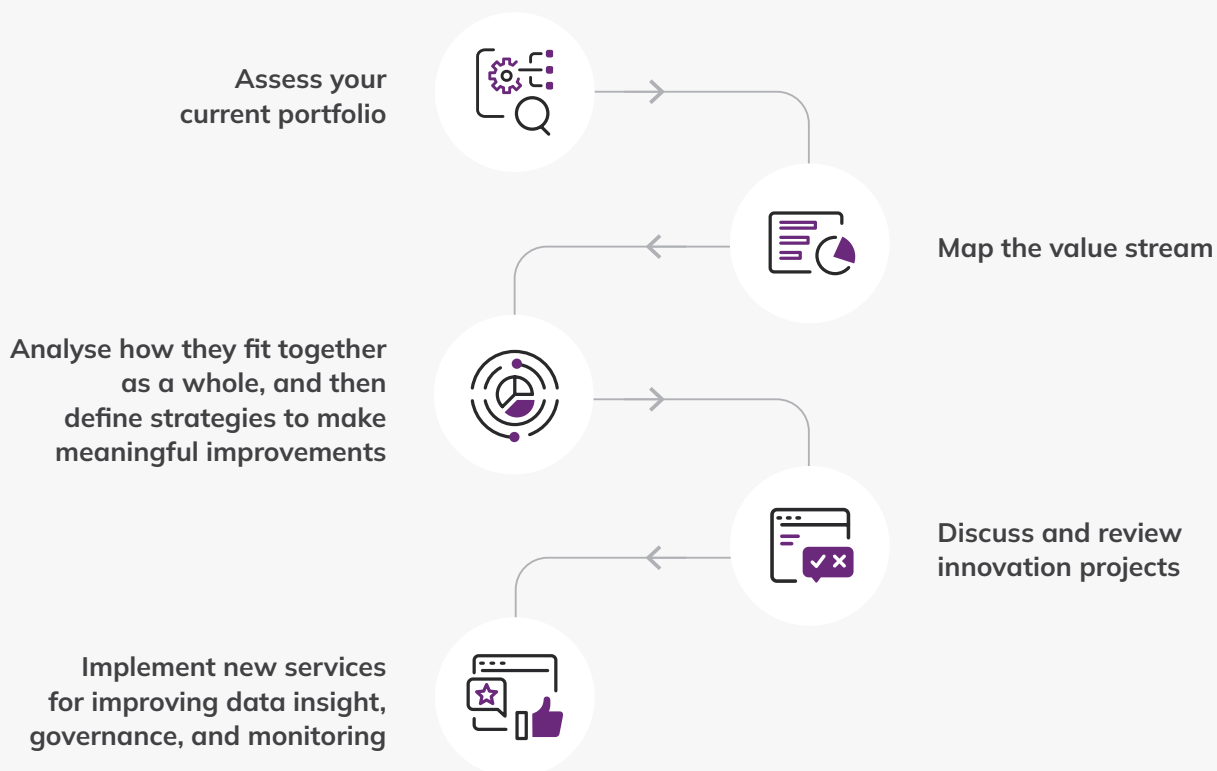 Assess your
current portfolio
Map the value stream
Analyse how they fit together
as a whole, and then
define strategies to make
meaningful improvements
Discuss and review
innovation projects
Implement new services
for improving data insight,
governance, and monitoring